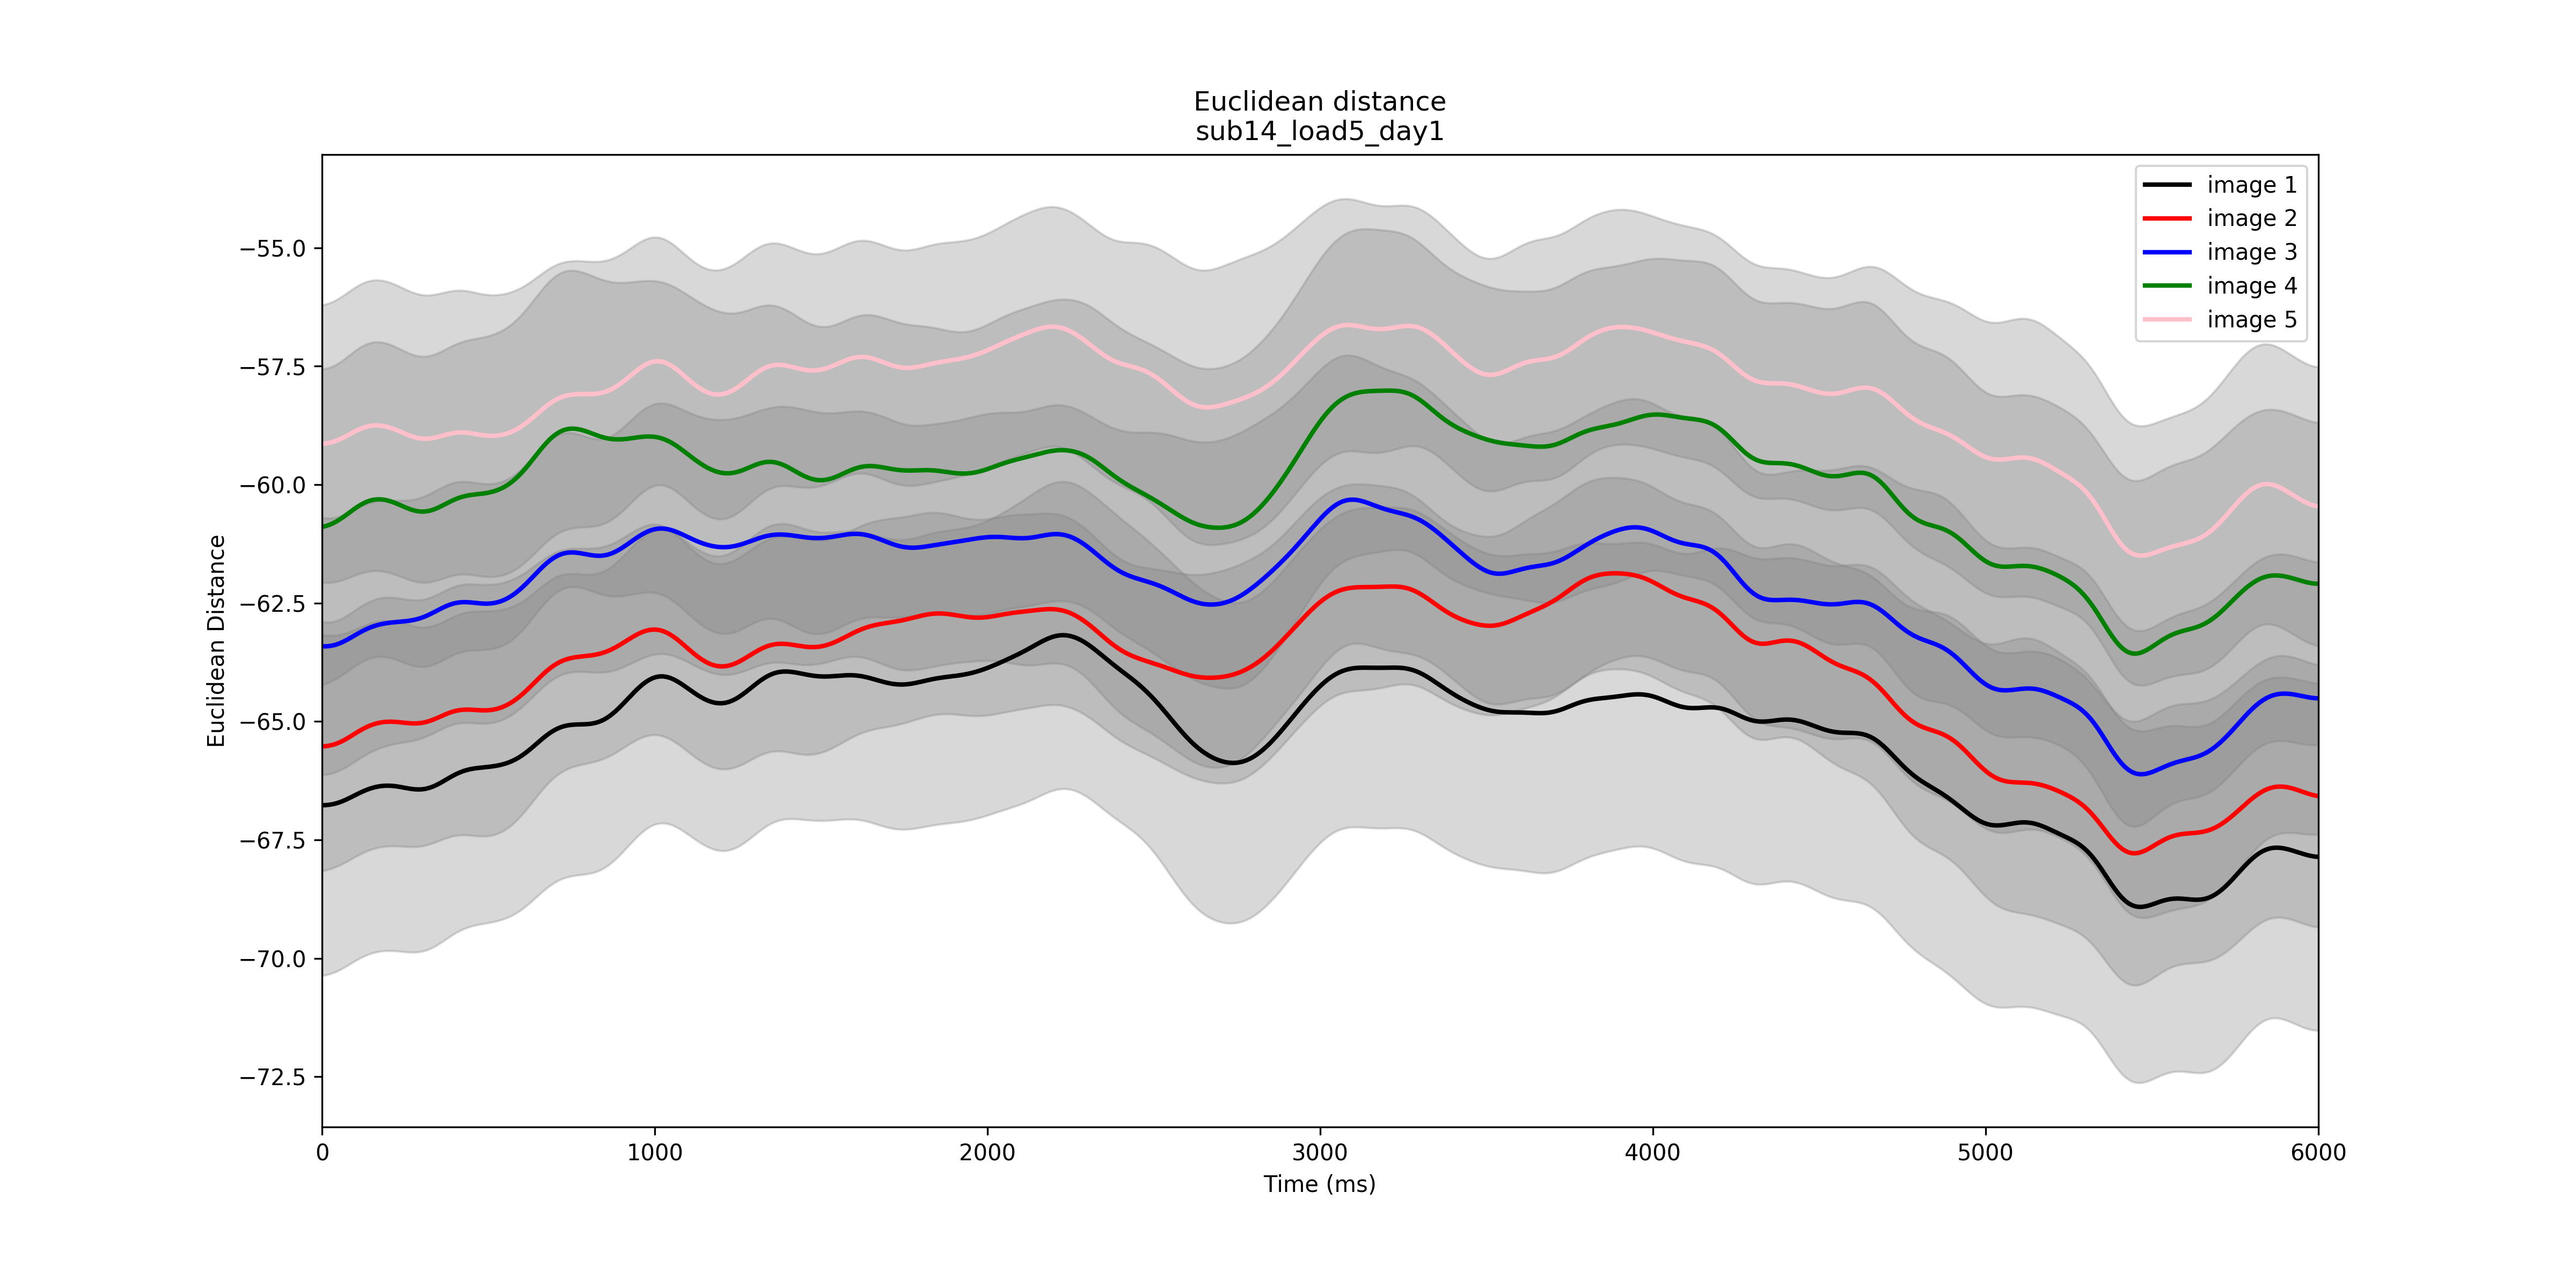 Euclidean distance
sub14_load5_day1
image 1
image 2
image 3
image 4
image 5
Euclidean Distance
−55.0
−57.5
−60.0
−62.5
−65.0
−67.5
−70.0
−72.5
0 1000 2000 3000 4000 5000 6000
Time (ms)